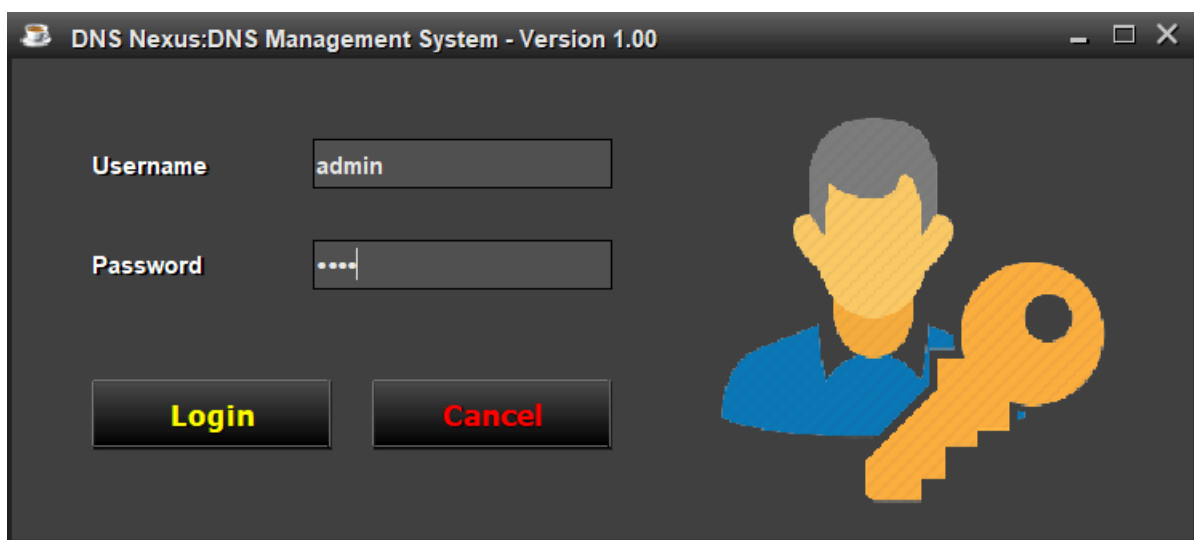 DNS Nexus:DNS Management System - Version 1.00
Username admin
Password ••••
Login Cancel